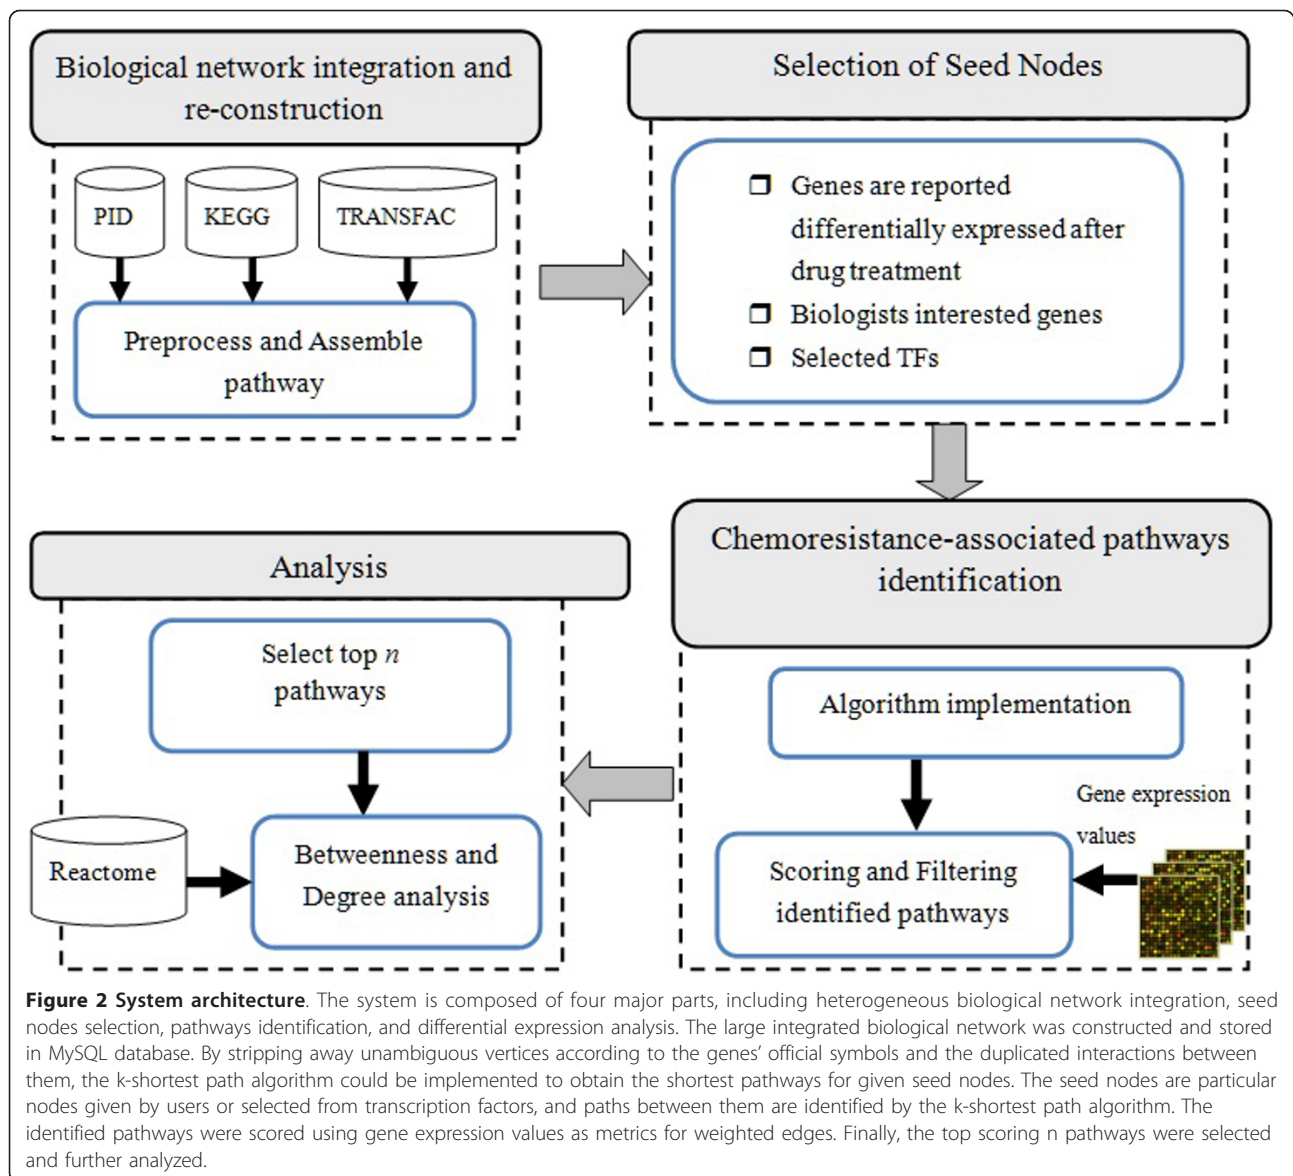 Biological network integration and
re-construction
PID
KEGG
TRANSFAC
Preprocess and Assemble
pathway
Selection of Seed Nodes
❒ Genes are reported
differentially expressed after
drug treatment
❒ Biologists interested genes
❒ Selected TFs
Chemoresistance-associated pathways
identification
Algorithm implementation
Gene expression
values
Scoring and Filtering
identified pathways
Analysis
Select top n
pathways
Reactome
Betweenness and
Degree analysis
Figure 2 System architecture. The system is composed of four major parts, including heterogeneous biological network integration, seed
nodes selection, pathways identification, and differential expression analysis. The large integrated biological network was constructed and stored
in MySQL database. By stripping away unambiguous vertices according to the genes’ official symbols and the duplicated interactions between
them, the k-shortest path algorithm could be implemented to obtain the shortest pathways for given seed nodes. The seed nodes are particular
nodes given by users or selected from transcription factors, and paths between them are identified by the k-shortest path algorithm. The
identified pathways were scored using gene expression values as metrics for weighted edges. Finally, the top scoring n pathways were selected
and further analyzed.